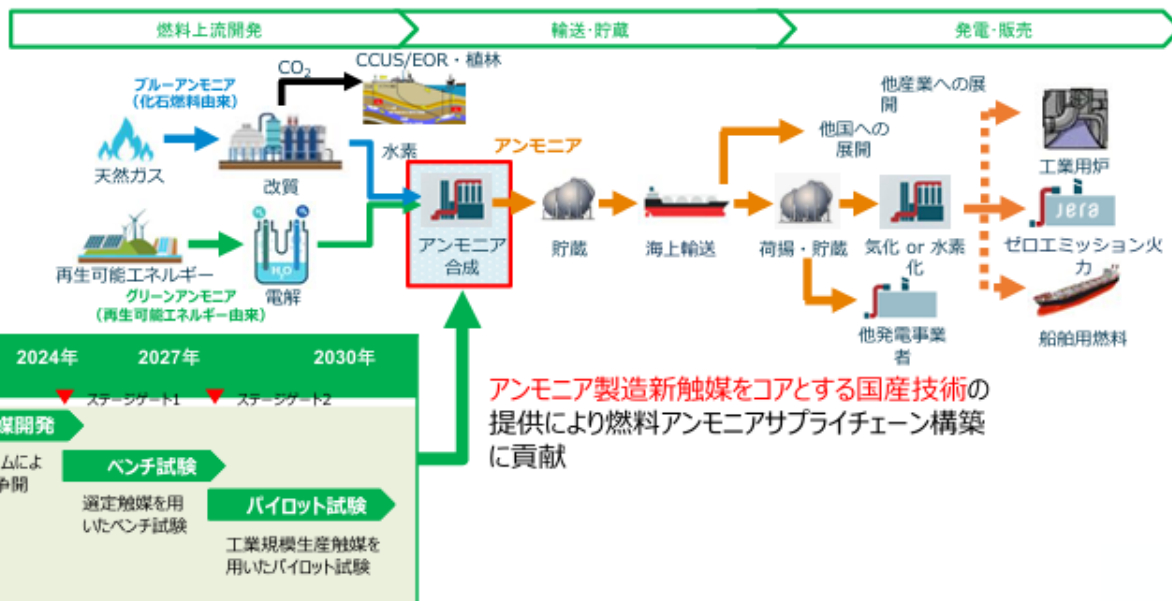 燃料上流開発
輸送・貯蔵
発電・販売
CO₂
CCUS/EOR・植林
ブルーアンモニア
(化石燃料由来)
天然ガス
改質
水素
アンモニア
アンモニア
合成
貯蔵
海上輸送
他国への
展開
荷揚・貯蔵
気化 or 水素
化
他発電事業
者
他産業への展
開
工業用炉
Jera
ゼロエミッション火
力
船舶用燃料
再生可能エネルギー
H₂O
電解
グリーンアンモニア
(再生可能エネルギー由来)
2024年
2027年
2030年
ステージゲート1
ステージゲート2
媒開発
ムによ
争開
ベンチ試験
選定触媒を用
いたベンチ試験
パイロット試験
工業規模生産触媒を
用いたパイロット試験
アンモニア製造新触媒をコアとする国産技術の
提供により燃料アンモニアサプライチェーン構築
に貢献